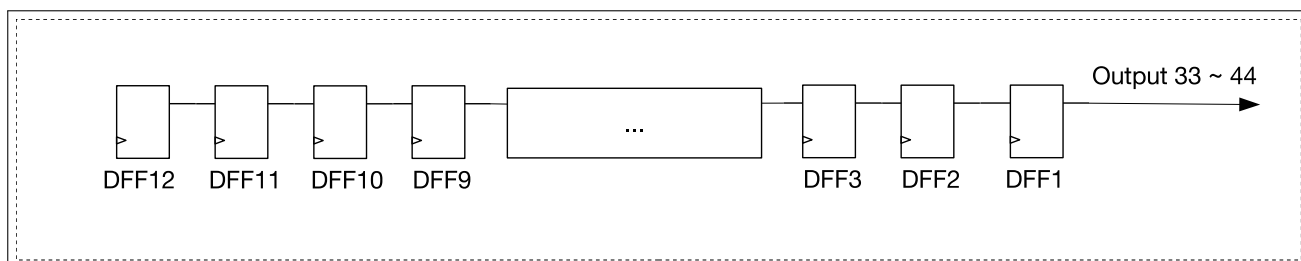 Output 33 ~ 44
...
DFF12 DFF11 DFF10 DFF9 DFF3 DFF2 DFF1